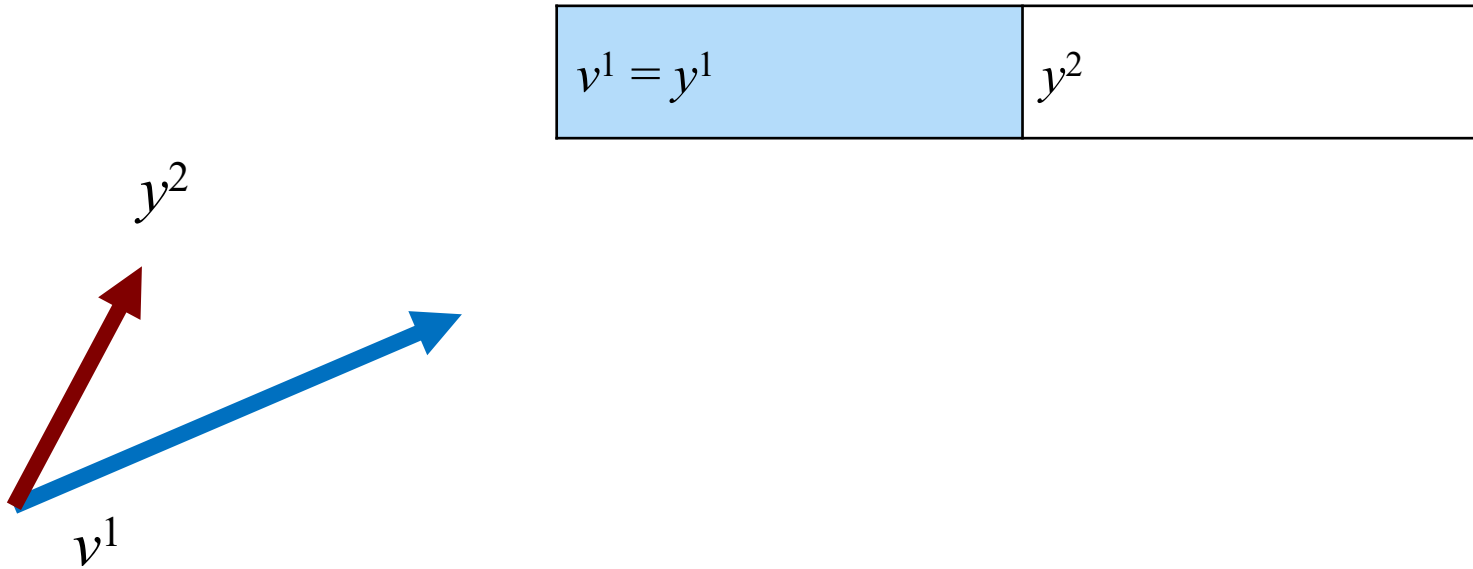 v¹ = y¹
y²
y²
v¹